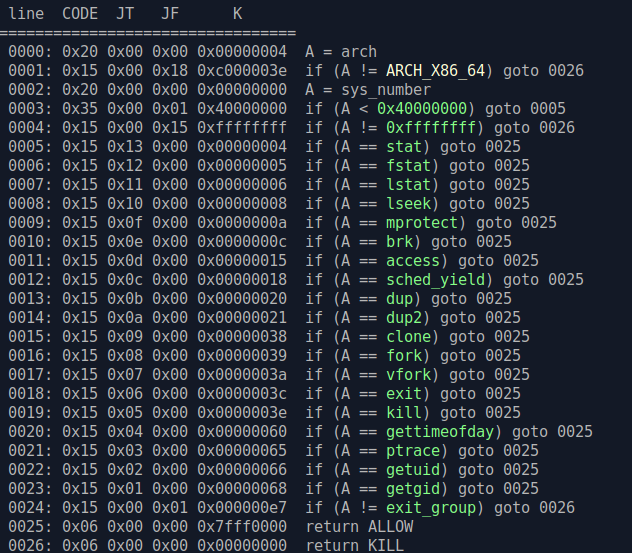 line  CODE  JT   JF      K
=================================
0000: 0x20 0x00 0x00 0x00000004  A = arch
0001: 0x15 0x00 0x18 0xc000003e  if (A != ARCH_X86_64) goto 0026
0002: 0x20 0x00 0x00 0x00000000  A = sys_number
0003: 0x35 0x00 0x01 0x40000000  if (A < 0x40000000) goto 0005
0004: 0x15 0x00 0x15 0xffffffff  if (A != 0xffffffff) goto 0026
0005: 0x15 0x13 0x00 0x00000004  if (A == stat) goto 0025
0006: 0x15 0x12 0x00 0x00000005  if (A == fstat) goto 0025
0007: 0x15 0x11 0x00 0x00000006  if (A == lstat) goto 0025
0008: 0x15 0x10 0x00 0x00000008  if (A == lseek) goto 0025
0009: 0x15 0x0f 0x00 0x0000000a  if (A == mprotect) goto 0025
0010: 0x15 0x0e 0x00 0x0000000c  if (A == brk) goto 0025
0011: 0x15 0x0d 0x00 0x00000015  if (A == access) goto 0025
0012: 0x15 0x0c 0x00 0x00000018  if (A == sched_yield) goto 0025
0013: 0x15 0x0b 0x00 0x00000020  if (A == dup) goto 0025
0014: 0x15 0x0a 0x00 0x00000021  if (A == dup2) goto 0025
0015: 0x15 0x09 0x00 0x00000038  if (A == clone) goto 0025
0016: 0x15 0x08 0x00 0x00000039  if (A == fork) goto 0025
0017: 0x15 0x07 0x00 0x0000003a  if (A == vfork) goto 0025
0018: 0x15 0x06 0x00 0x0000003c  if (A == exit) goto 0025
0019: 0x15 0x05 0x00 0x0000003e  if (A == kill) goto 0025
0020: 0x15 0x04 0x00 0x00000060  if (A == gettimeofday) goto 0025
0021: 0x15 0x03 0x00 0x00000065  if (A == ptrace) goto 0025
0022: 0x15 0x02 0x00 0x00000066  if (A == getuid) goto 0025
0023: 0x15 0x01 0x00 0x00000068  if (A == getgid) goto 0025
0024: 0x15 0x00 0x01 0x000000e7  if (A != exit_group) goto 0026
0025: 0x06 0x00 0x00 0x7fff0000  return ALLOW
0026: 0x06 0x00 0x00 0x00000000  return KILL